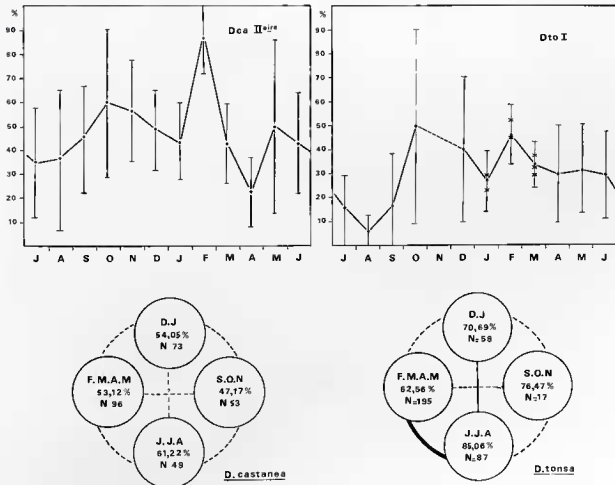 %
90
80
70
60
50
40
30
20
10
Dca IIaire
J A S O N D J F M A M J
%
90
80
70
60
50
40
30
20
10
Dto I
J A S O N D J F M A M J
D.J
54,05%
N 73
F.M.A.M
53,12%
N 96
S.O.N
47,17%
N 53
J.J.A
61,22%
N 49
D. castanea
D.J
70,69%
N=58
F.M.A.M
62,56%
N=195
S.O.N
76,47%
N=17
J.J.A
85,06%
N=87
D.tonsa